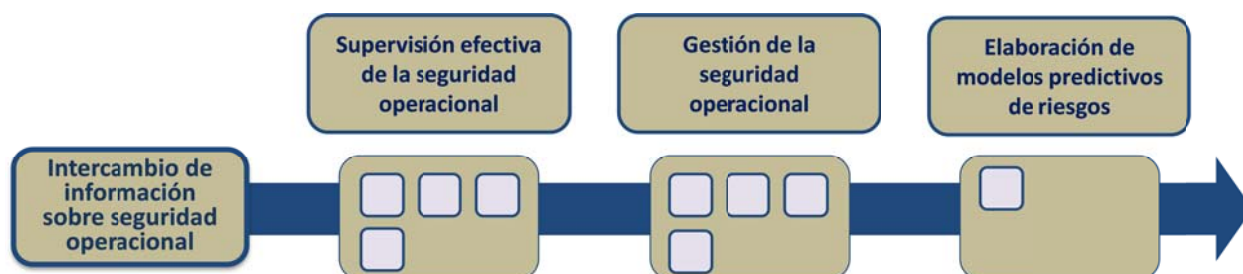 Supervisión efectiva
de la seguridad
operacional
Gestión de la
seguridad
operacional
Elaboración de
modelos predictivos
de riesgos
Intercambio de
información
sobre seguridad
operacional